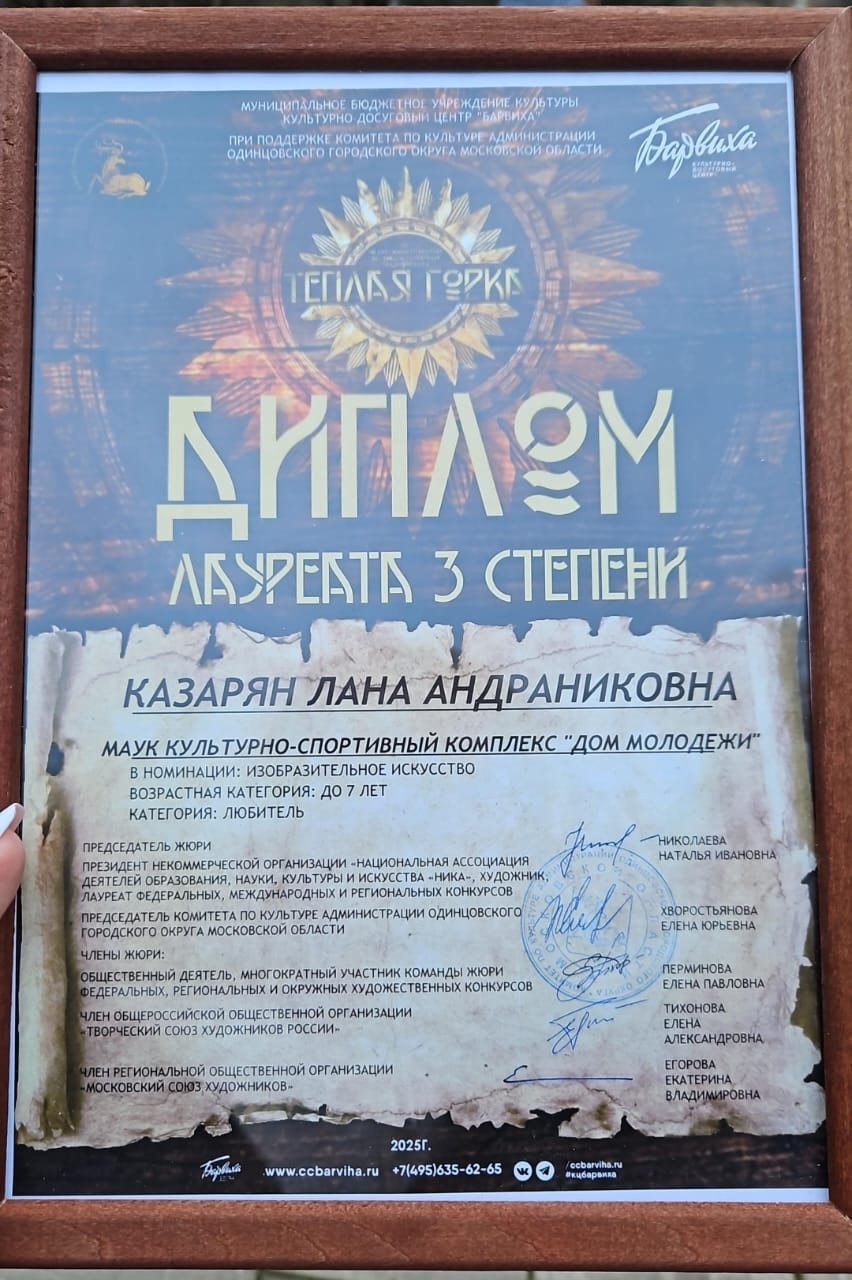 МУНИЦИПАЛЬНОЕ БЮДЖЕТНОЕ УЧРЕЖДЕНИЕ КУЛЬТУРЫ
КУЛЬТУРНО ДОСУГОВЫЙ ЦЕНТР "БАРВИХА"
ПРИ ПОДДЕРЖКЕ КОМИТЕТА ПО КУЛЬТУРЕ АДМИНИСТРАЦИИ
ОДИНЦОВСКОГО ГОРОДСКОГО ОКРУГА МОСКОВСКОЙ ОБЛАСТИ
Барвиха
КУЛЬТУРНО-
ДОСУГОВЫЙ
ЦЕНТР
ТЕПЛАЯ ГОРКА
ДИПЛОМ
ЛАУРЕАТА 3 СТЕПЕНИ
КАЗАРЯН ЛАНА АНДРАНИКОВНА
МАУК КУЛЬТУРНО-СПОРТИВНЫЙ КОМПЛЕКС "ДОМ МОЛОДЕЖИ"
В НОМИНАЦИИ: ИЗОБРАЗИТЕЛЬНОЕ ИСКУССТВО
ВОЗРАСТНАЯ КАТЕГОРИЯ: ДО 7 ЛЕТ
КАТЕГОРИЯ: ЛЮБИТЕЛЬ
ПРЕДСЕДАТЕЛЬ ЖЮРИ
ПРЕЗИДЕНТ НЕКОММЕРЧЕСКОЙ ОРГАНИЗАЦИИ «НАЦИОНАЛЬНАЯ АССОЦИАЦИЯ
ДЕЯТЕЛЕЙ ОБРАЗОВАНИЯ, НАУКИ, КУЛЬТУРЫ И ИСКУССТВА «НИКА», ХУДОЖНИК,
ЛАУРЕАТ ФЕДЕРАЛЬНЫХ, МЕЖДУНАРОДНЫХ И РЕГИОНАЛЬНЫХ КОНКУРСОВ
НИКОЛАЕВА
НАТАЛЬЯ ИВАНОВНА
ПРЕДСЕДАТЕЛЬ КОМИТЕТА ПО КУЛЬТУРЕ АДМИНИСТРАЦИИ ОДИНЦОВСКОГО
ГОРОДСКОГО ОКРУГА МОСКОВСКОЙ ОБЛАСТИ
ХВОРОСТЬЯНОВА
ЕЛЕНА ЮРЬЕВНА
ЧЛЕНЫ ЖЮРИ:
ОБЩЕСТВЕННЫЙ ДЕЯТЕЛЬ, МНОГОКРАТНЫЙ УЧАСТНИК КОМАНДЫ ЖЮРИ
ФЕДЕРАЛЬНЫХ, РЕГИОНАЛЬНЫХ И ОКРУЖНЫХ ХУДОЖЕСТВЕННЫХ КОНКУРСОВ
ПЕРМИНОВА
ЕЛЕНА ПАВЛОВНА
ЧЛЕН ОБЩЕРОССИЙСКОЙ ОБЩЕСТВЕННОЙ ОРГАНИЗАЦИИ
«ТВОРЧЕСКИЙ СОЮЗ ХУДОЖНИКОВ РОССИИ»
ТИХОНОВА
ЕЛЕНА
АЛЕКСАНДРОВНА
ЧЛЕН РЕГИОНАЛЬНОЙ ОБЩЕСТВЕННОЙ ОРГАНИЗАЦИИ
«МОСКОВСКИЙ СОЮЗ ХУДОЖНИКОВ»
ЕГОРОВА
ЕКАТЕРИНА
ВЛАДИМИРОВНА
2025Г.
Барвиха
www.ccbarviha.ru +7(495)635-62-65
/ccbarviha.ru
#кцбарвиха